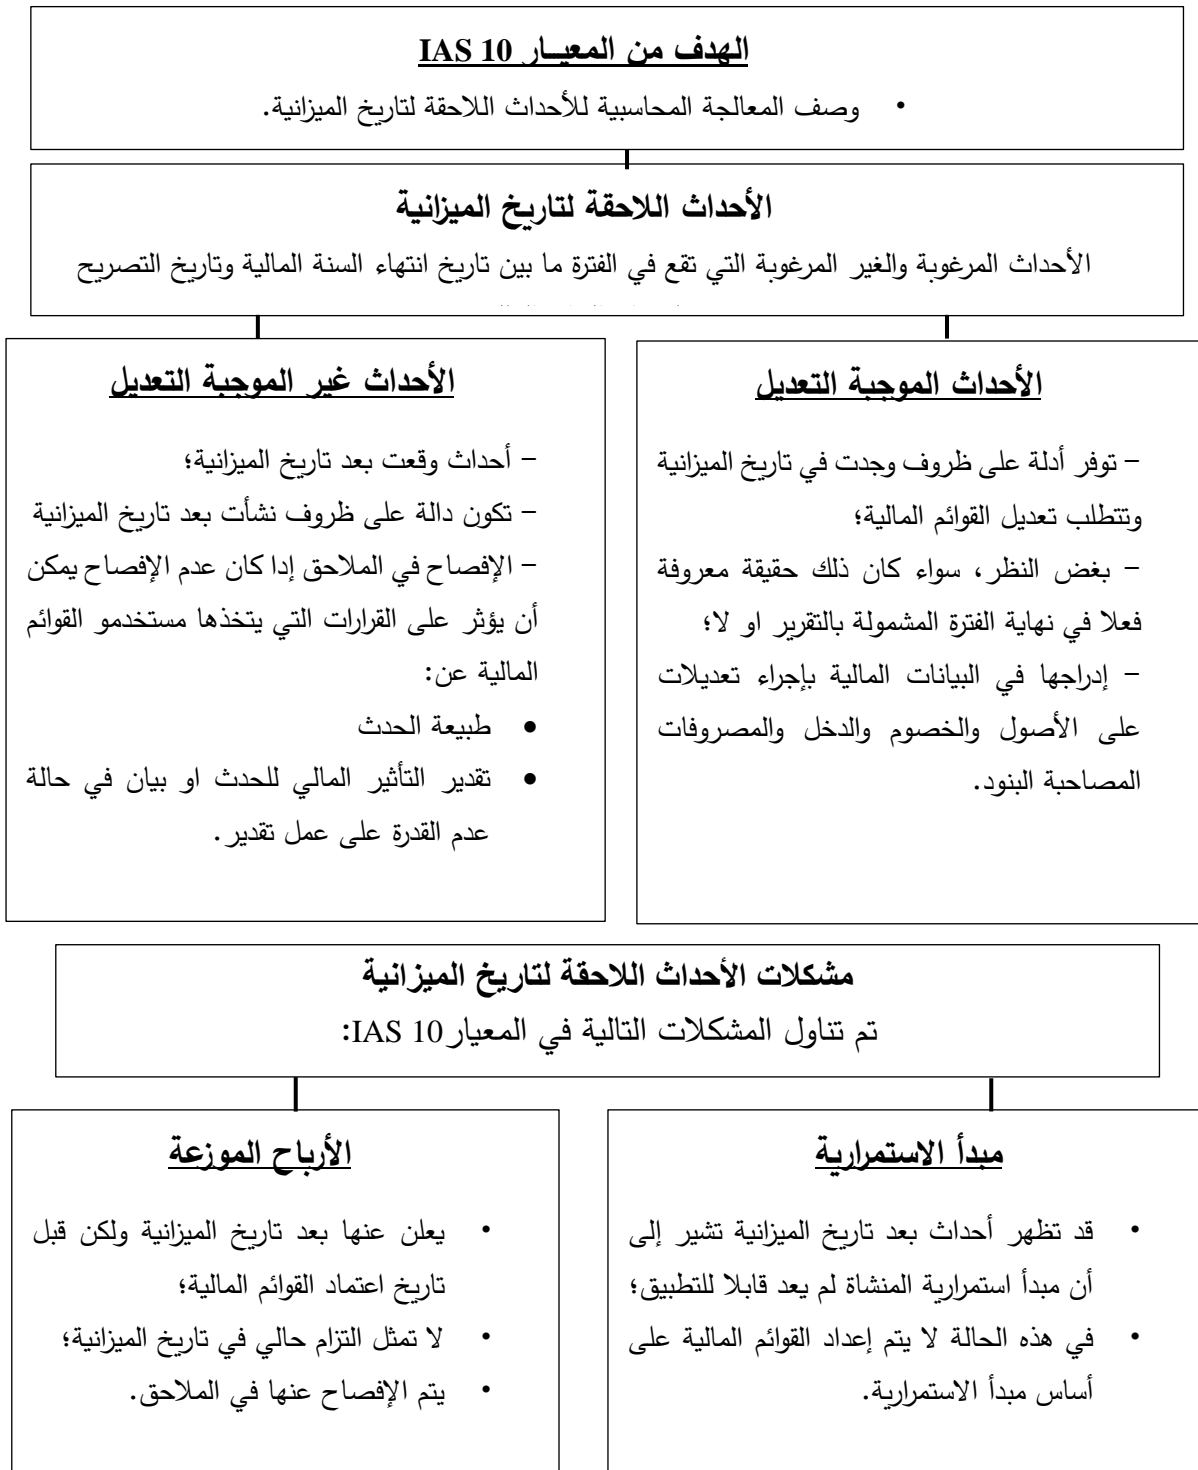 الهدف من المعيـــار IAS 10
• وصف المعالجة المحاسبية للأحداث اللاحقة لتاريخ الميزانية.
الأحداث اللاحقة لتاريخ الميزانية
الأحداث المرغوبة والغير المرغوبة التي تقع في الفترة ما بين تاريخ انتهاء السنة المالية وتاريخ التصريح
الأحداث الموجبة التعديل
– توفر أدلة على ظروف وجدت في تاريخ الميزانية
وتتطلب تعديل القوائم المالية؛
– بغض النظر، سواء كان ذلك حقيقة معروفة
فعلا في نهاية الفترة المشمولة بالتقرير او لا؛
– إدراجها في البيانات المالية بإجراء تعديلات
على الأصول والخصوم والدخل والمصروفات
المصاحبة البنود.
الأحداث غير الموجبة التعديل
– أحداث وقعت بعد تاريخ الميزانية؛
– تكون دالة على ظروف نشأت بعد تاريخ الميزانية
– الإفصاح في الملاحق إدا كان عدم الإفصاح يمكن
أن يؤثر على القرارات التي يتخذها مستخدمو القوائم
المالية عن:
• طبيعة الحدث
• تقدير التأثير المالي للحدث او بيان في حالة
عدم القدرة على عمل تقدير.
مشكلات الأحداث اللاحقة لتاريخ الميزانية
تم تناول المشكلات التالية في المعيار IAS 10:
مبدأ الاستمرارية
• قد تظهر أحداث بعد تاريخ الميزانية تشير إلى
أن مبدأ استمرارية المنشاة لم يعد قابلا للتطبيق؛
• في هذه الحالة لا يتم إعداد القوائم المالية على
أساس مبدأ الاستمرارية.
الأرباح الموزعة
• يعلن عنها بعد تاريخ الميزانية ولكن قبل
تاريخ اعتماد القوائم المالية؛
• لا تمثل التزام حالي في تاريخ الميزانية؛
• يتم الإفصاح عنها في الملاحق.